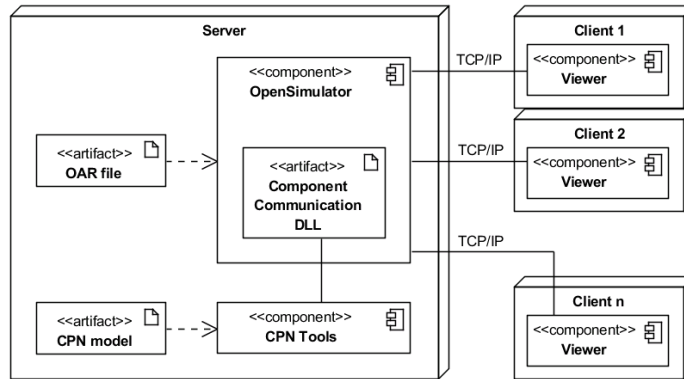 Server
<<component>>
OpenSimulator
<<artifact>>
OAR file
<<artifact>>
Component
Communication
DLL
<<artifact>>
CPN model
<<component>>
CPN Tools
TCP/IP
Client 1
<<component>>
Viewer
TCP/IP
Client 2
<<component>>
Viewer
TCP/IP
Client n
<<component>>
Viewer